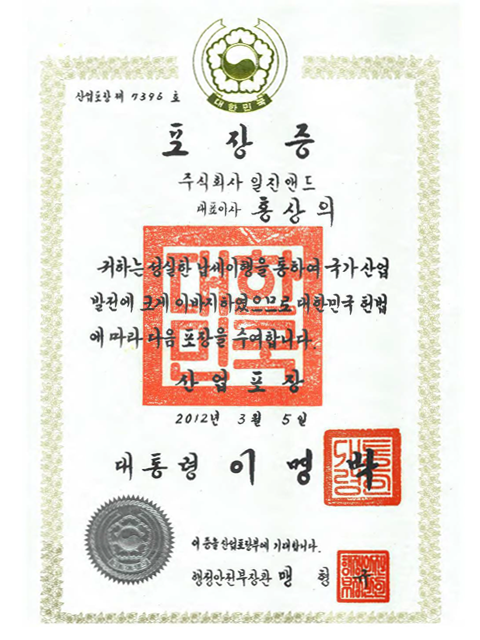 대한민국
산업포장 제 7396 호
포장증
주식회사 일진앤드
대표이사 홍상의
귀하는 성실한 납세이행을 통하여 국가 산업
발전에 크게 이바지하였으므로 대한민국 헌법
에 따라 다음 포장을 수여합니다.
대한
민국
산업포장
2012년 3월 5일
대통령 이명박
이 증을 산업포장부에 기재합니다.
행정안전부장관 맹형규